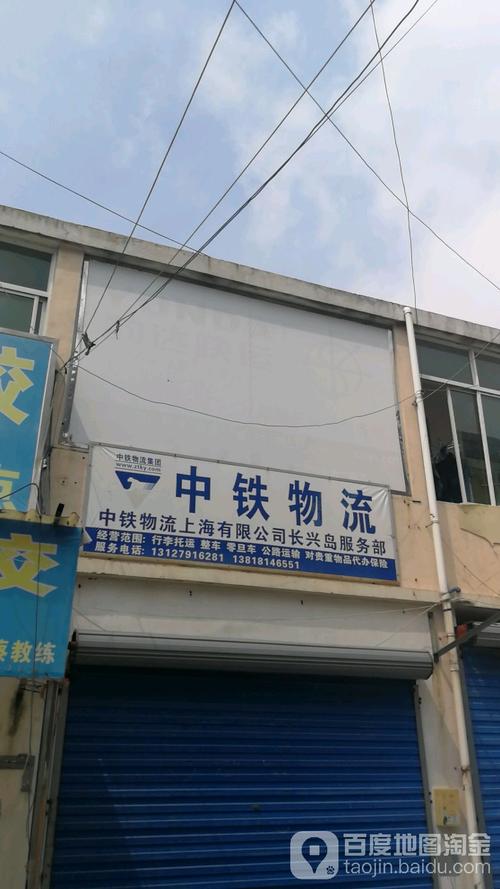 中铁物流集团
www.ztky.com
中铁物流
中铁物流上海有限公司长兴岛服务部
经营范围：行李托运 整车 零旦车 公路运输 对贵重物品代办保险
服务电话：13127916281 13818146551
校
校
教练
百度地图淘金
taojin.baidu.com